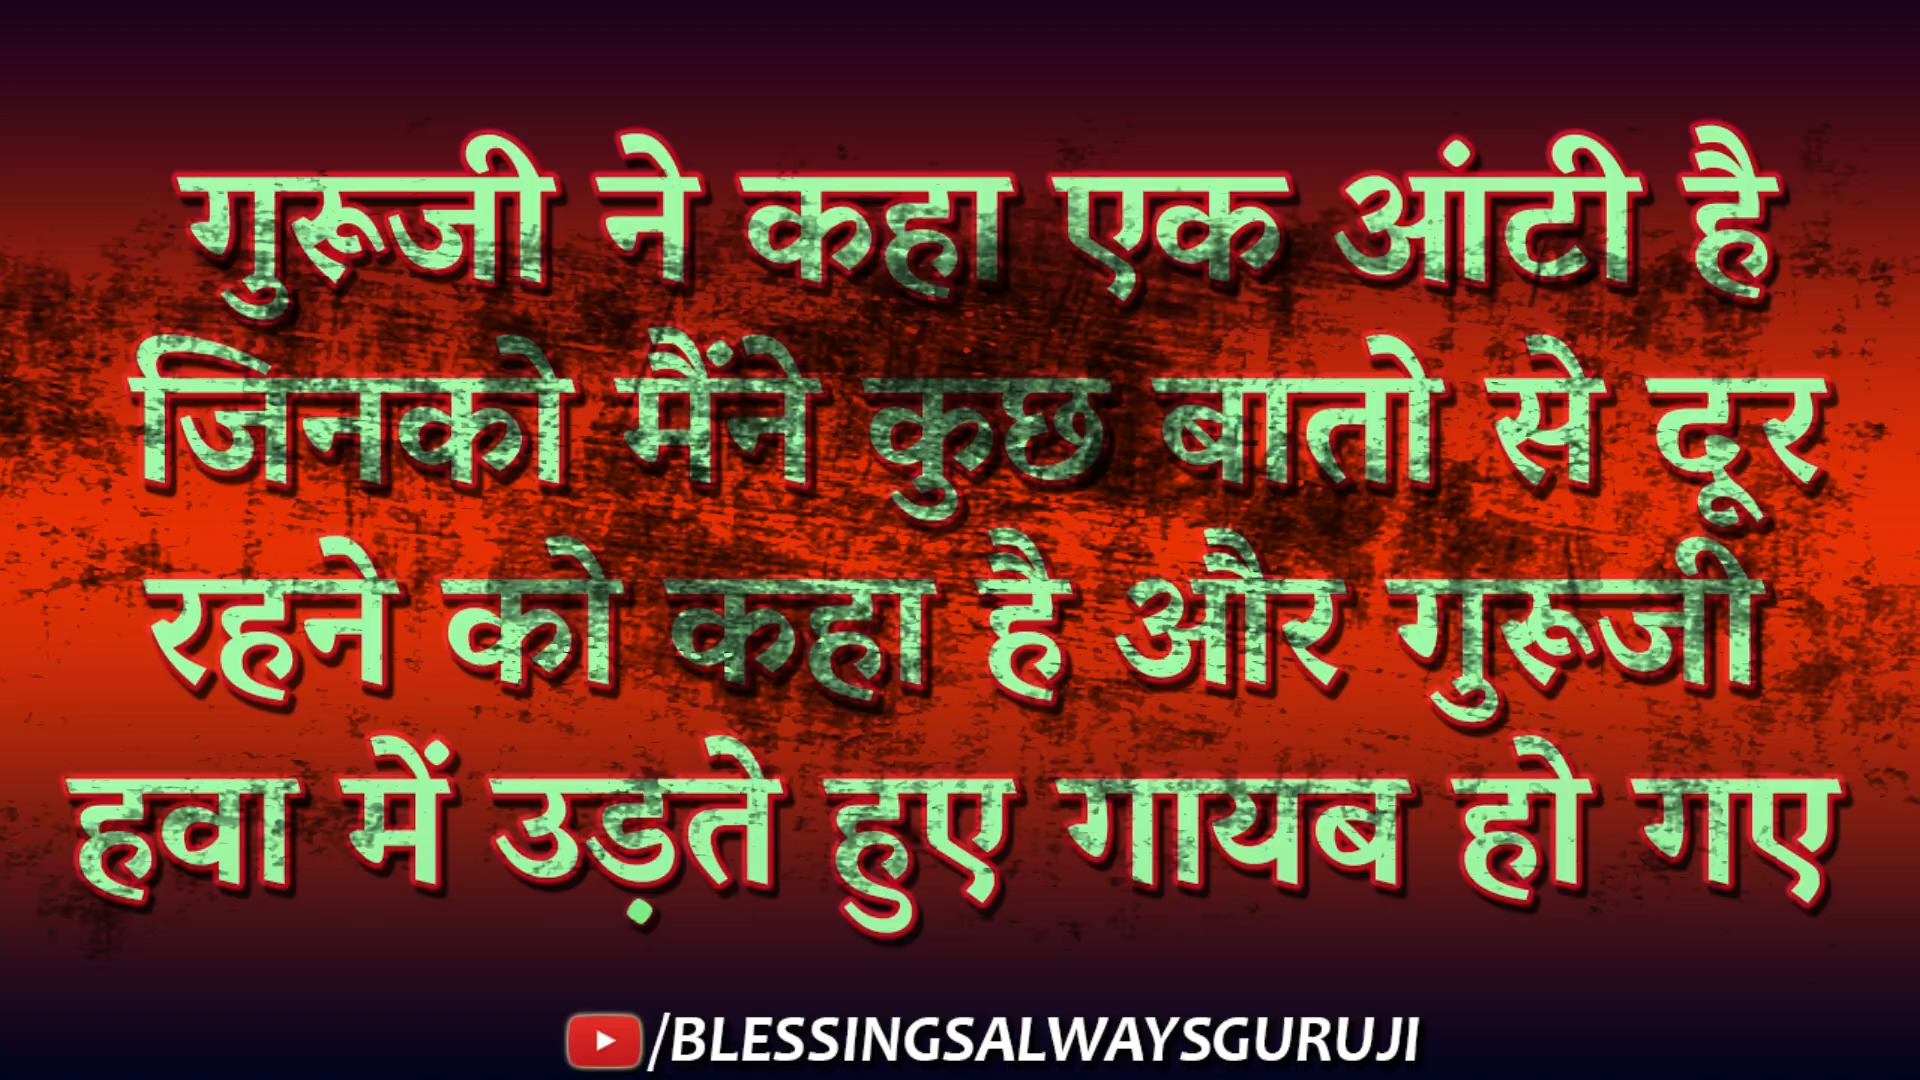 गुरूजी ने कहा एक आंटी है
जिनको मैंने कुछ बातो से दूर
रहने को कहा है और गुरूजी
हवा में उड़ते हुए गायब हो गए
/BLESSINGSALWAYSGURUJI